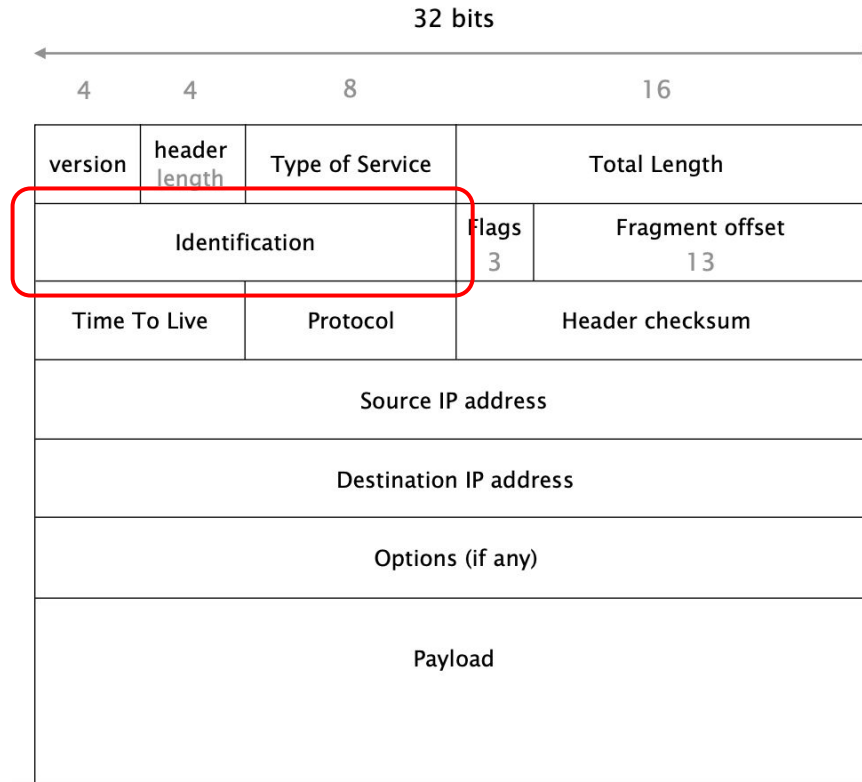 32 bits
4 4 8 16
version header length Type of Service Total Length
Identification Flags 3 Fragment offset 13
Time To Live Protocol Header checksum
Source IP address
Destination IP address
Options (if any)
Payload